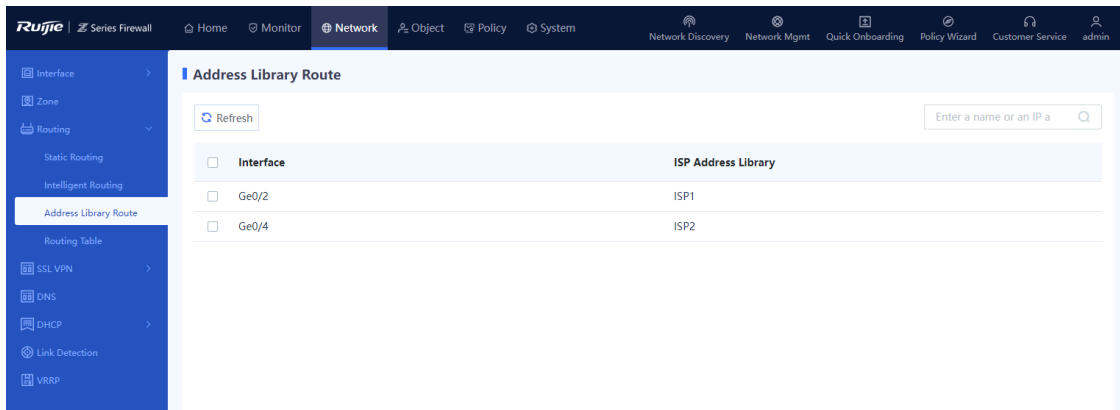 Ruijie | Z Series Firewall Home Monitor Network Object Policy System Network Discovery Network Mgmt Quick Onboarding Policy Wizard Customer Service admin
Interface
Zone
Routing
Static Routing
Intelligent Routing
Address Library Route
Routing Table
SSL VPN
DNS
DHCP
Link Detection
VRRP
Address Library Route
Refresh
Enter a name or an IP a
Interface ISP Address Library
Ge0/2 ISP1
Ge0/4 ISP2